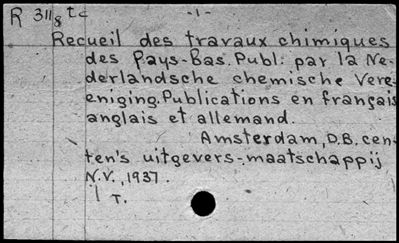 R 311₈ tc -1-
Recueil des travaux chimiques
des Pays-Bas. Publ. par la Ne-
derlandsche chemische Vere-
eniging. Publications en français
anglais et allemand.
Amsterdam, D.B. cen-
ten's uitgevers-maatschappij
N.V., 1937.
1 T.